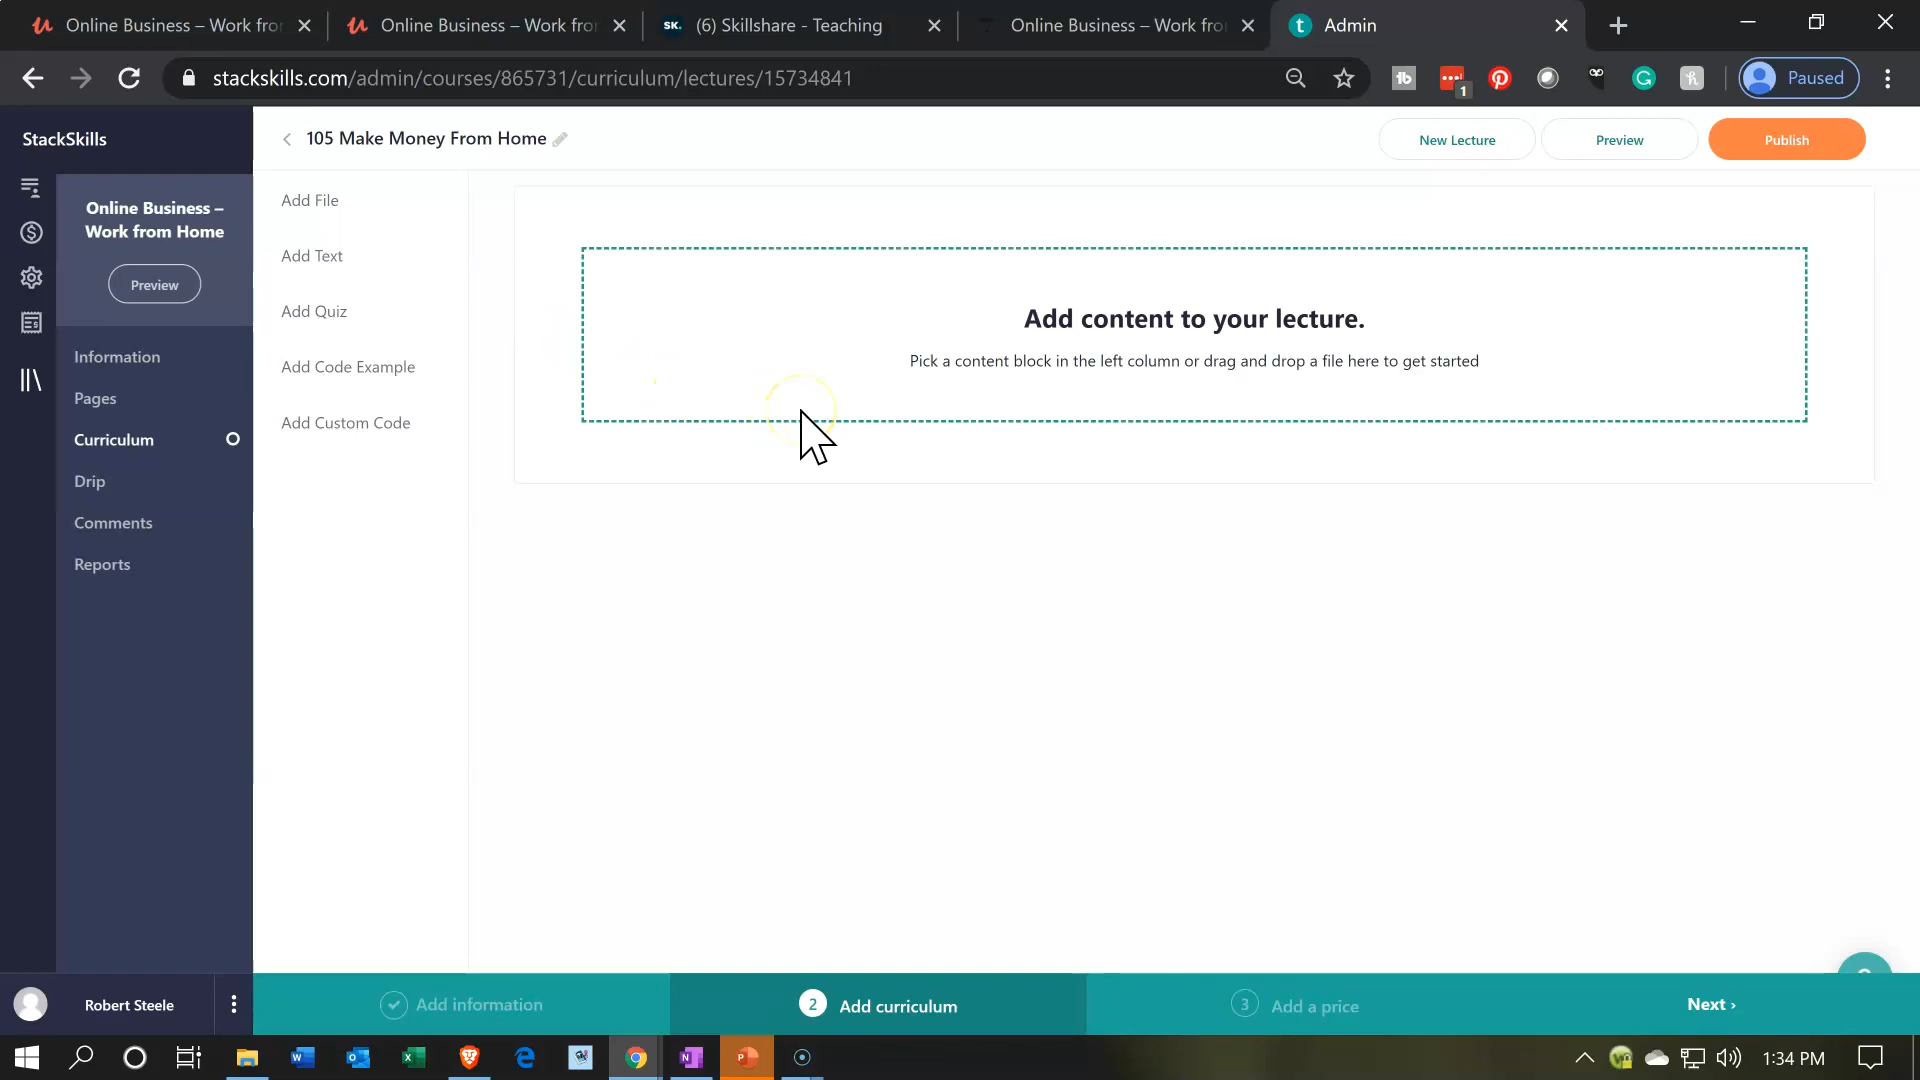 Online Business – Work fro
Online Business – Work fro
SK.
(6) Skillshare - Teaching
Online Business – Work fro
t
Admin
stackskills.com/admin/courses/865731/curriculum/lectures/15734841
tb
1
Paused
StackSkills
105 Make Money From Home
New Lecture
Preview
Publish
Online Business –
Work from Home
Preview
Information
Pages
Curriculum
Drip
Comments
Reports
Add File
Add Text
Add Quiz
Add Code Example
Add Custom Code
Add content to your lecture.
Pick a content block in the left column or drag and drop a file here to get started
Robert Steele
Add information
2
Add curriculum
3
Add a price
Next ›
1:34 PM